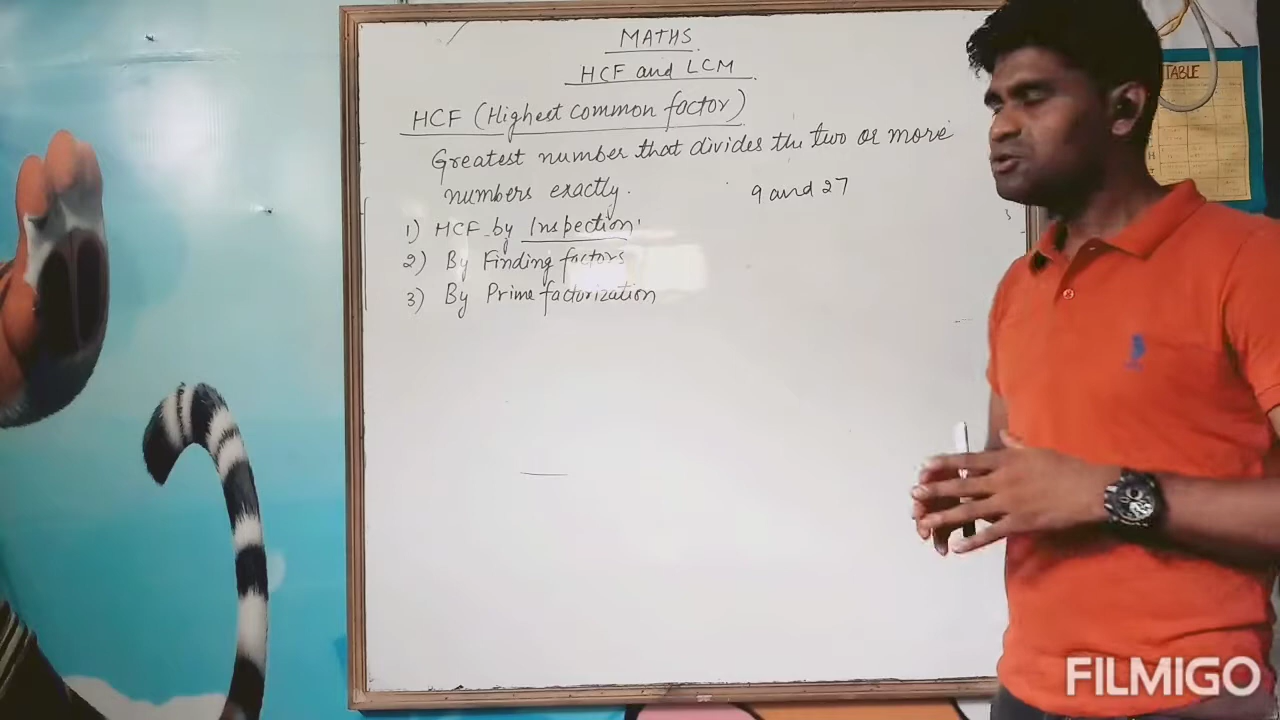 MATHS
HCF and LCM
HCF (Highest common factor)
Greatest number that divides the two or more
numbers exactly.
9 and 27
1) HCF by Inspection.
2) By Finding factors
3) By Prime factorization
TABLE
FILMIGO